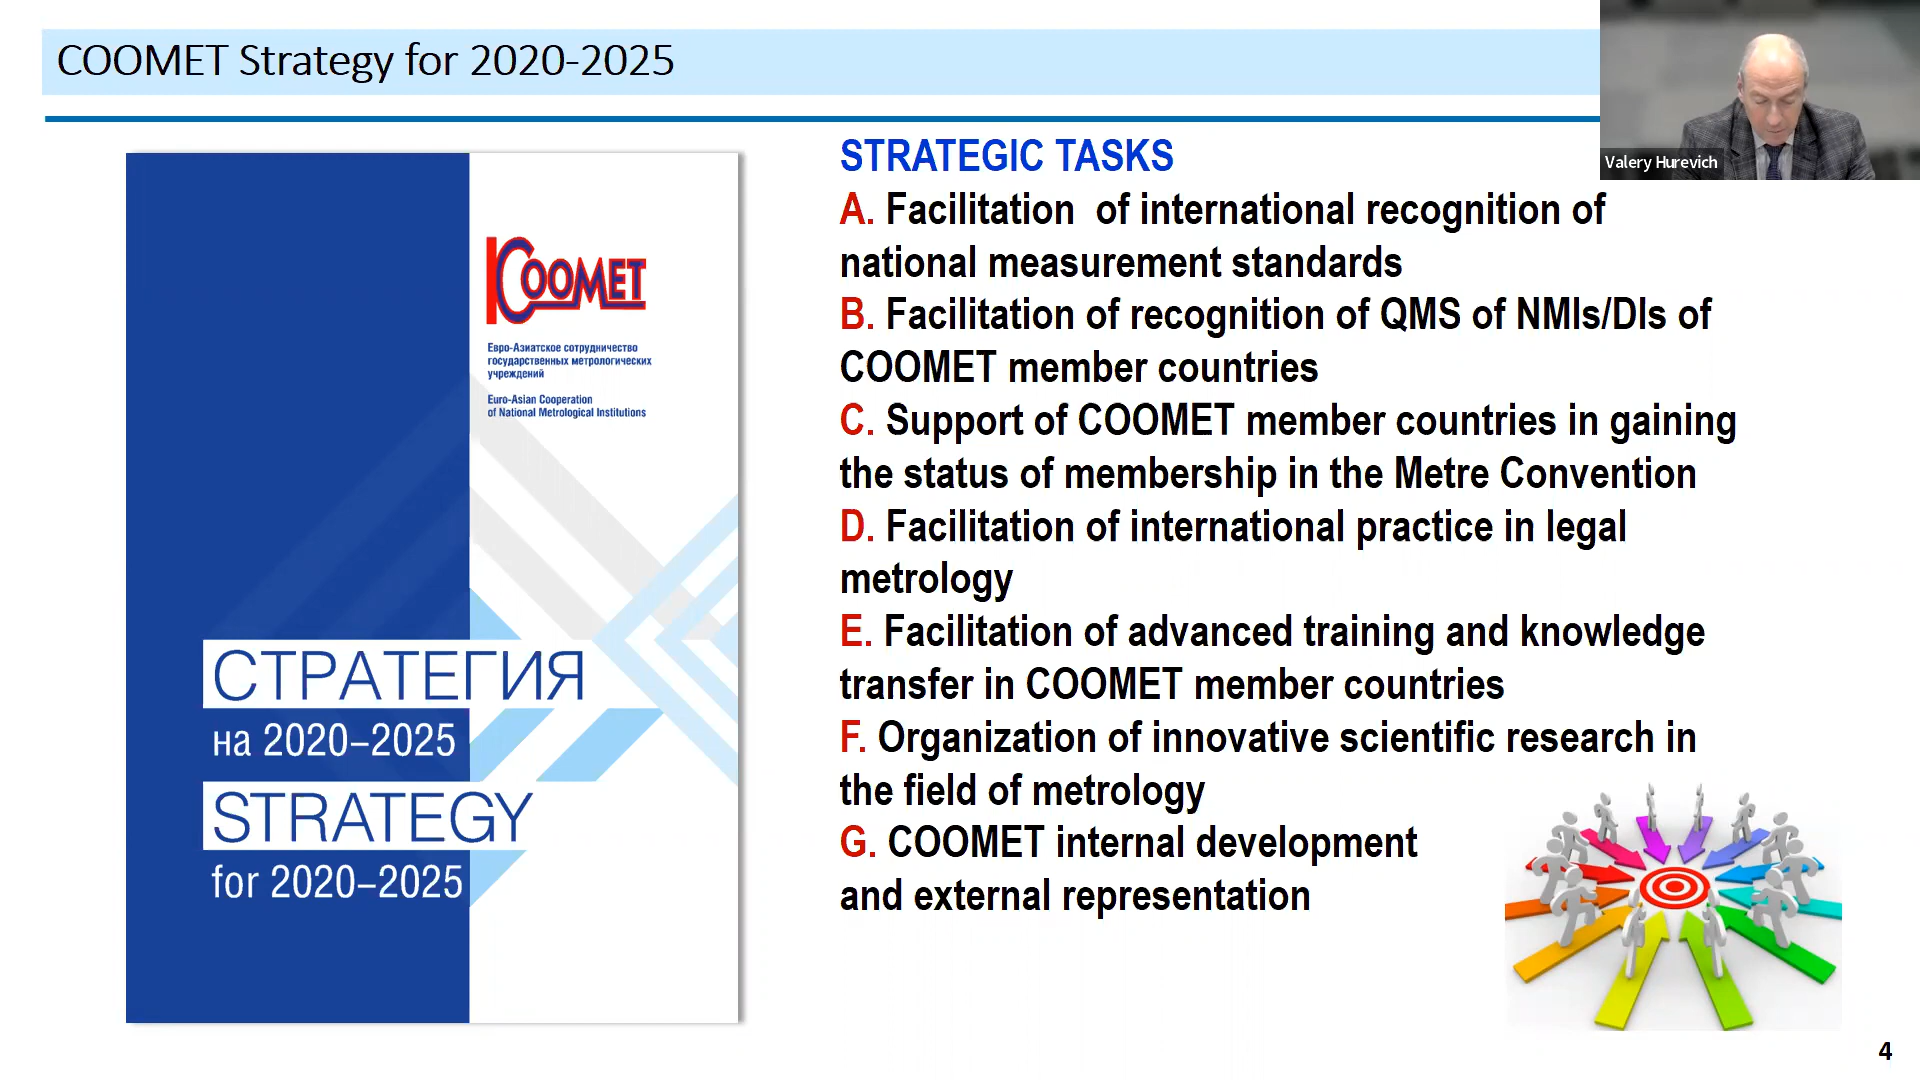 COOMET Strategy for 2020-2025
Valery Hurevich
COOMET
Евро-Азиатское сотрудничество
государственных метрологических
учреждений
Euro-Asian Cooperation
of National Metrological Institutions
СТРАТЕГИЯ
на 2020–2025
STRATEGY
for 2020–2025
STRATEGIC TASKS
A. Facilitation of international recognition of
national measurement standards
B. Facilitation of recognition of QMS of NMIs/DIs of
COOMET member countries
C. Support of COOMET member countries in gaining
the status of membership in the Metre Convention
D. Facilitation of international practice in legal
metrology
E. Facilitation of advanced training and knowledge
transfer in COOMET member countries
F. Organization of innovative scientific research in
the field of metrology
G. COOMET internal development
and external representation
4